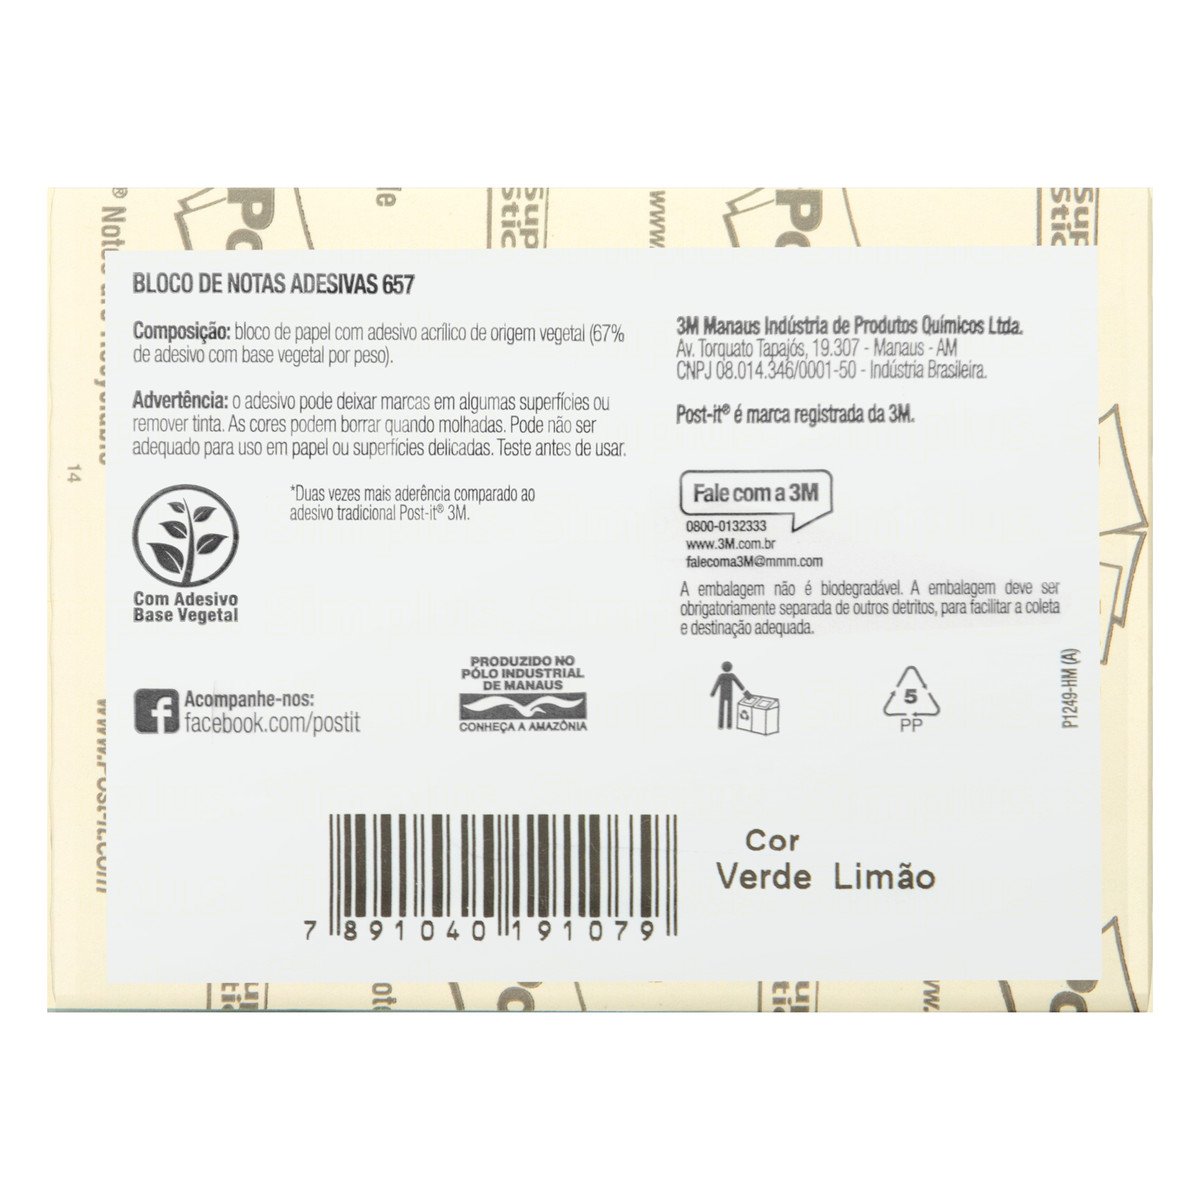 BLOCO DE NOTAS ADESIVAS 657
Composição: bloco de papel com adesivo acrílico de origem vegetal (67%
de adesivo com base vegetal por peso).
Advertência: o adesivo pode deixar marcas em algumas superfícies ou
remover tinta. As cores podem borrar quando molhadas. Pode não ser
adequado para uso em papel ou superfícies delicadas. Teste antes de usar.
*Duas vezes mais aderência comparado ao
adesivo tradicional Post-it® 3M.
Com Adesivo
Base Vegetal
Acompanhe-nos:
facebook.com/postit
PRODUZIDO NO
PÓLO INDUSTRIAL
DE MANAUS
CONHEÇA A AMAZÔNIA
3M Manaus Indústria de Produtos Químicos Ltda.
Av. Torquato Tapajós, 19.307 - Manaus - AM
CNPJ 08.014.346/0001-50 - Indústria Brasileira.
Post-it® é marca registrada da 3M.
Fale com a 3M
0800-0132333
www.3M.com.br
falecoma3M@mmm.com
A embalagem não é biodegradável. A embalagem deve ser
obrigatoriamente separada de outros detritos, para facilitar a coleta
e destinação adequada.
5
PP
P1249-HM (A)
7 891040 191079
Cor
Verde Limão
14
www.Post-it.com